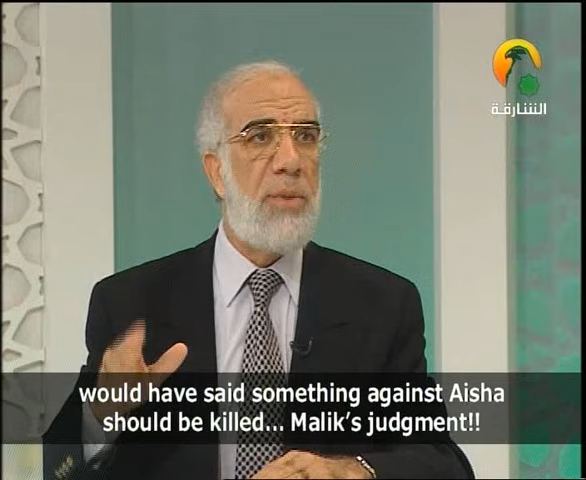 الشارقة
would have said something against Aisha
should be killed... Malik's judgment!!